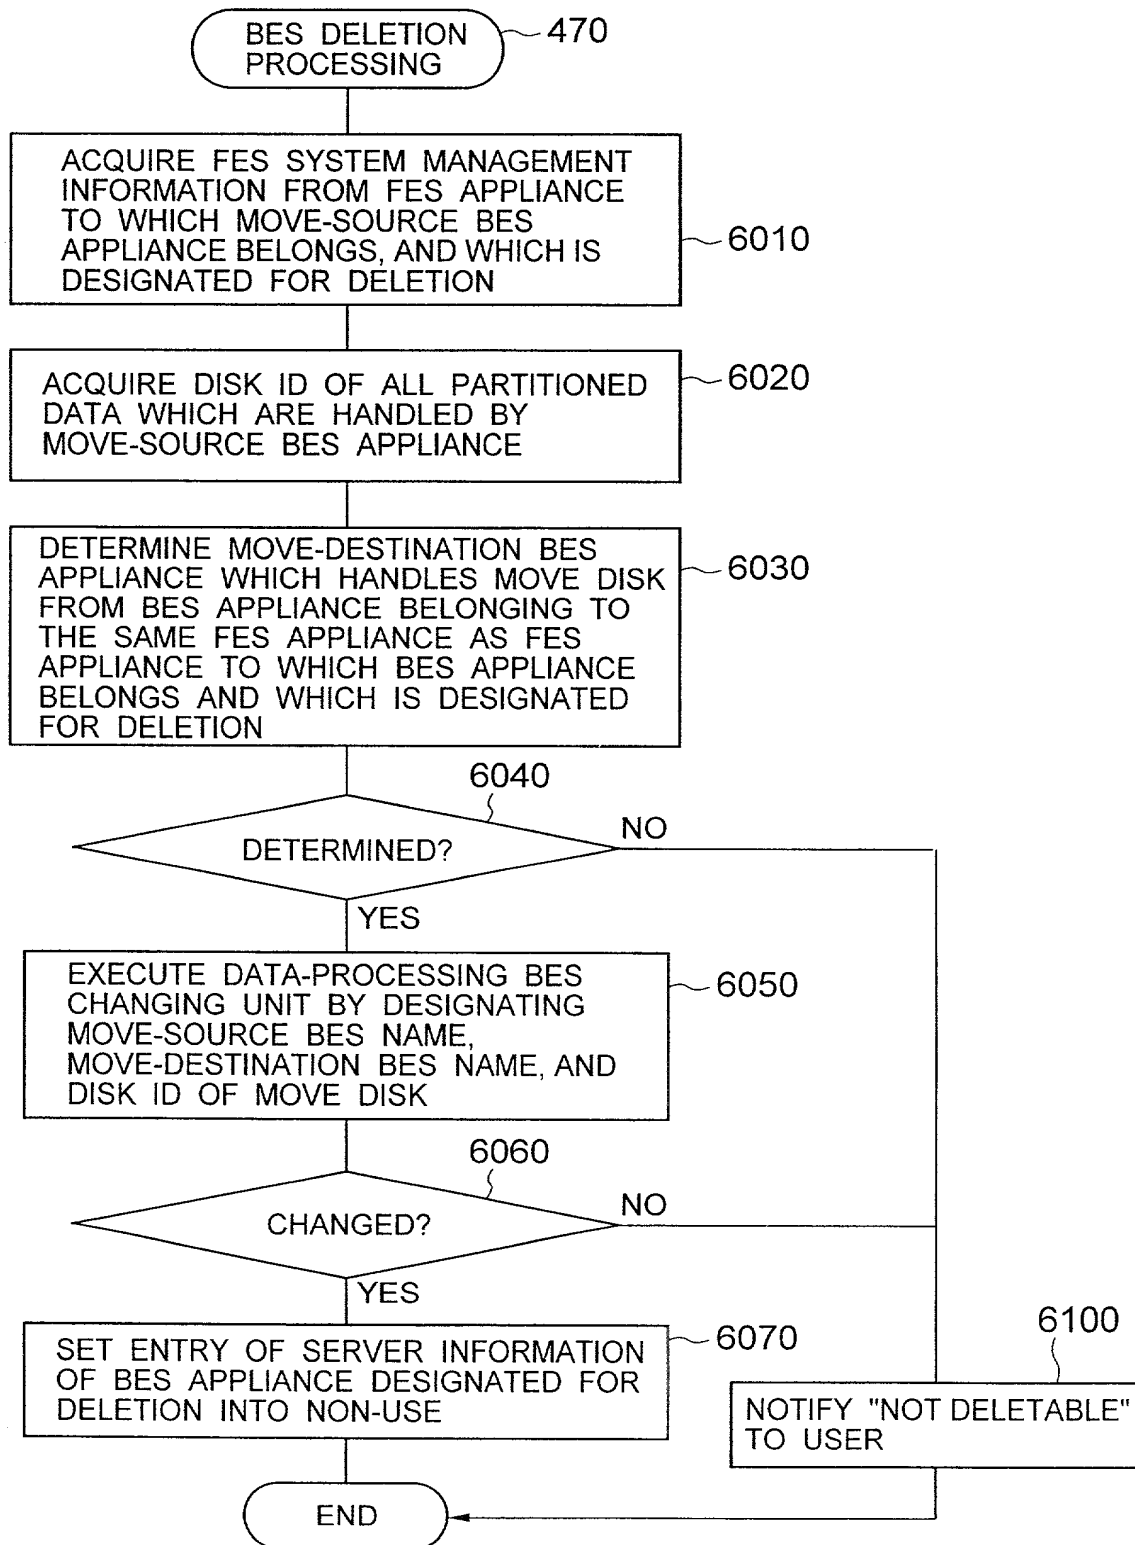 BES DELETION
PROCESSING
470
ACQUIRE FES SYSTEM MANAGEMENT
INFORMATION FROM FES APPLIANCE
TO WHICH MOVE-SOURCE BES
APPLIANCE BELONGS, AND WHICH IS
DESIGNATED FOR DELETION
6010
ACQUIRE DISK ID OF ALL PARTITIONED
DATA WHICH ARE HANDLED BY
MOVE-SOURCE BES APPLIANCE
6020
DETERMINE MOVE-DESTINATION BES
APPLIANCE WHICH HANDLES MOVE DISK
FROM BES APPLIANCE BELONGING TO
THE SAME FES APPLIANCE AS FES
APPLIANCE TO WHICH BES APPLIANCE
BELONGS AND WHICH IS DESIGNATED
FOR DELETION
6030
6040
DETERMINED?
NO
YES
EXECUTE DATA-PROCESSING BES
CHANGING UNIT BY DESIGNATING
MOVE-SOURCE BES NAME,
MOVE-DESTINATION BES NAME, AND
DISK ID OF MOVE DISK
6050
6060
CHANGED?
NO
YES
SET ENTRY OF SERVER INFORMATION
OF BES APPLIANCE DESIGNATED FOR
DELETION INTO NON-USE
6070
6100
NOTIFY "NOT DELETABLE"
TO USER
END